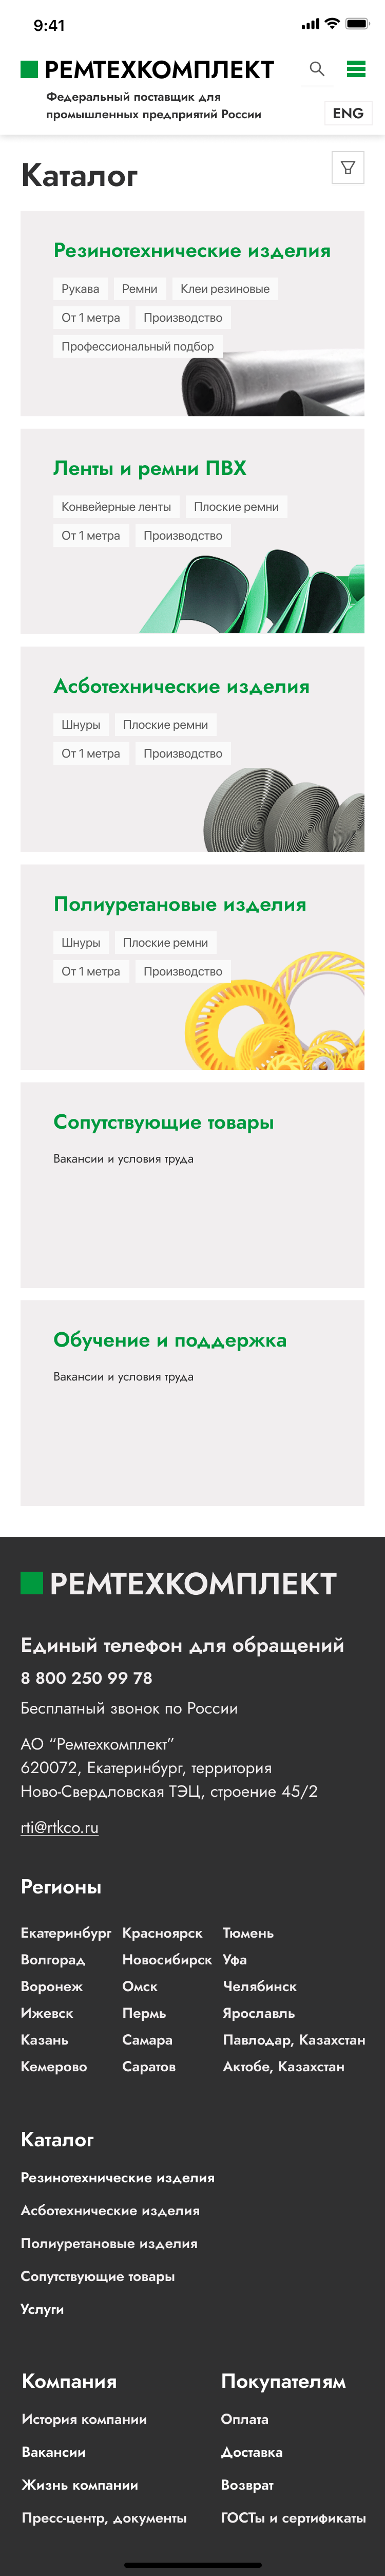 9:41
РЕМТЕХКОМПЛЕКТ
Федеральный поставщик для
промышленных предприятий России
ENG
Каталог
Резинотехнические изделия
Рукава Ремни Клеи резиновые
От 1 метра Производство
Профессиональный подбор
Ленты и ремни ПВХ
Конвейерные ленты Плоские ремни
От 1 метра Производство
Асботехнические изделия
Шнуры Плоские ремни
От 1 метра Производство
Полиуретановые изделия
Шнуры Плоские ремни
От 1 метра Производство
Сопутствующие товары
Вакансии и условия труда
Обучение и поддержка
Вакансии и условия труда
РЕМТЕХКОМПЛЕКТ
Единый телефон для обращений
8 800 250 99 78
Бесплатный звонок по России
АО “Ремтехкомплект”
620072, Екатеринбург, территория
Ново-Свердловская ТЭЦ, строение 45/2
rti@rtkco.ru
Регионы
Екатеринбург Красноярск Тюмень
Волгорад Новосибирск Уфа
Воронеж Омск Челябинск
Ижевск Пермь Ярославль
Казань Самара Павлодар, Казахстан
Кемерово Саратов Актобе, Казахстан
Каталог
Резинотехнические изделия
Асботехнические изделия
Полиуретановые изделия
Сопутствующие товары
Услуги
Компания Покупателям
История компании Оплата
Вакансии Доставка
Жизнь компании Возврат
Пресс-центр, документы ГОСТы и сертификаты